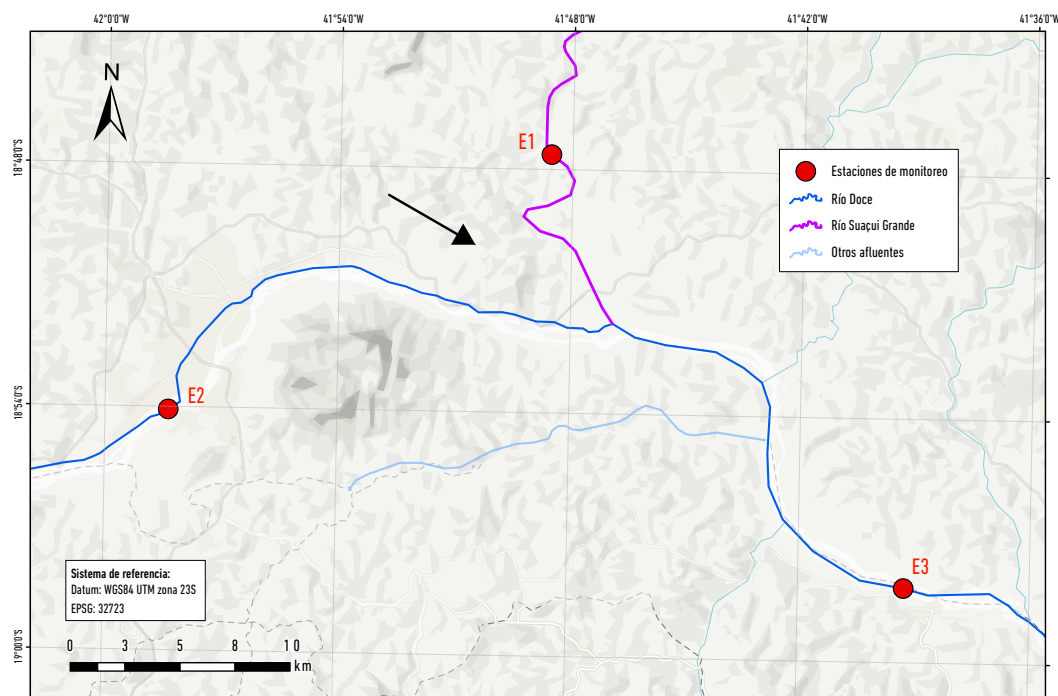 42°0'0"W
41°54'0"W
41°48'0"W
41°42'0"W
41°36'0"W
N
E1
18°48'0"S
Estaciones de monitoreo
Río Doce
Río Suaçui Grande
Otros afluentes
E2
18°54'0"S
E3
Sistema de referencia:
Datum: WGS84 UTM zona 23S
EPSG: 32723
19°0'0"S
0 3 5 8 10
km